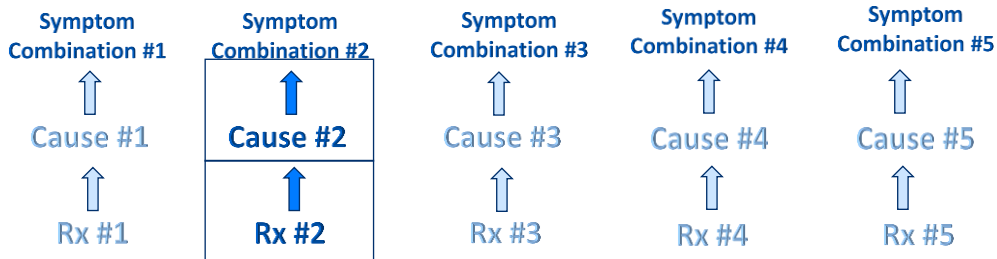 Symptom
Combination #1
Symptom
Combination #2
Symptom
Combination #3
Symptom
Combination #4
Symptom
Combination #5
Cause #1
Cause #2
Cause #3
Cause #4
Cause #5
Rx #1
Rx #2
Rx #3
Rx #4
Rx #5